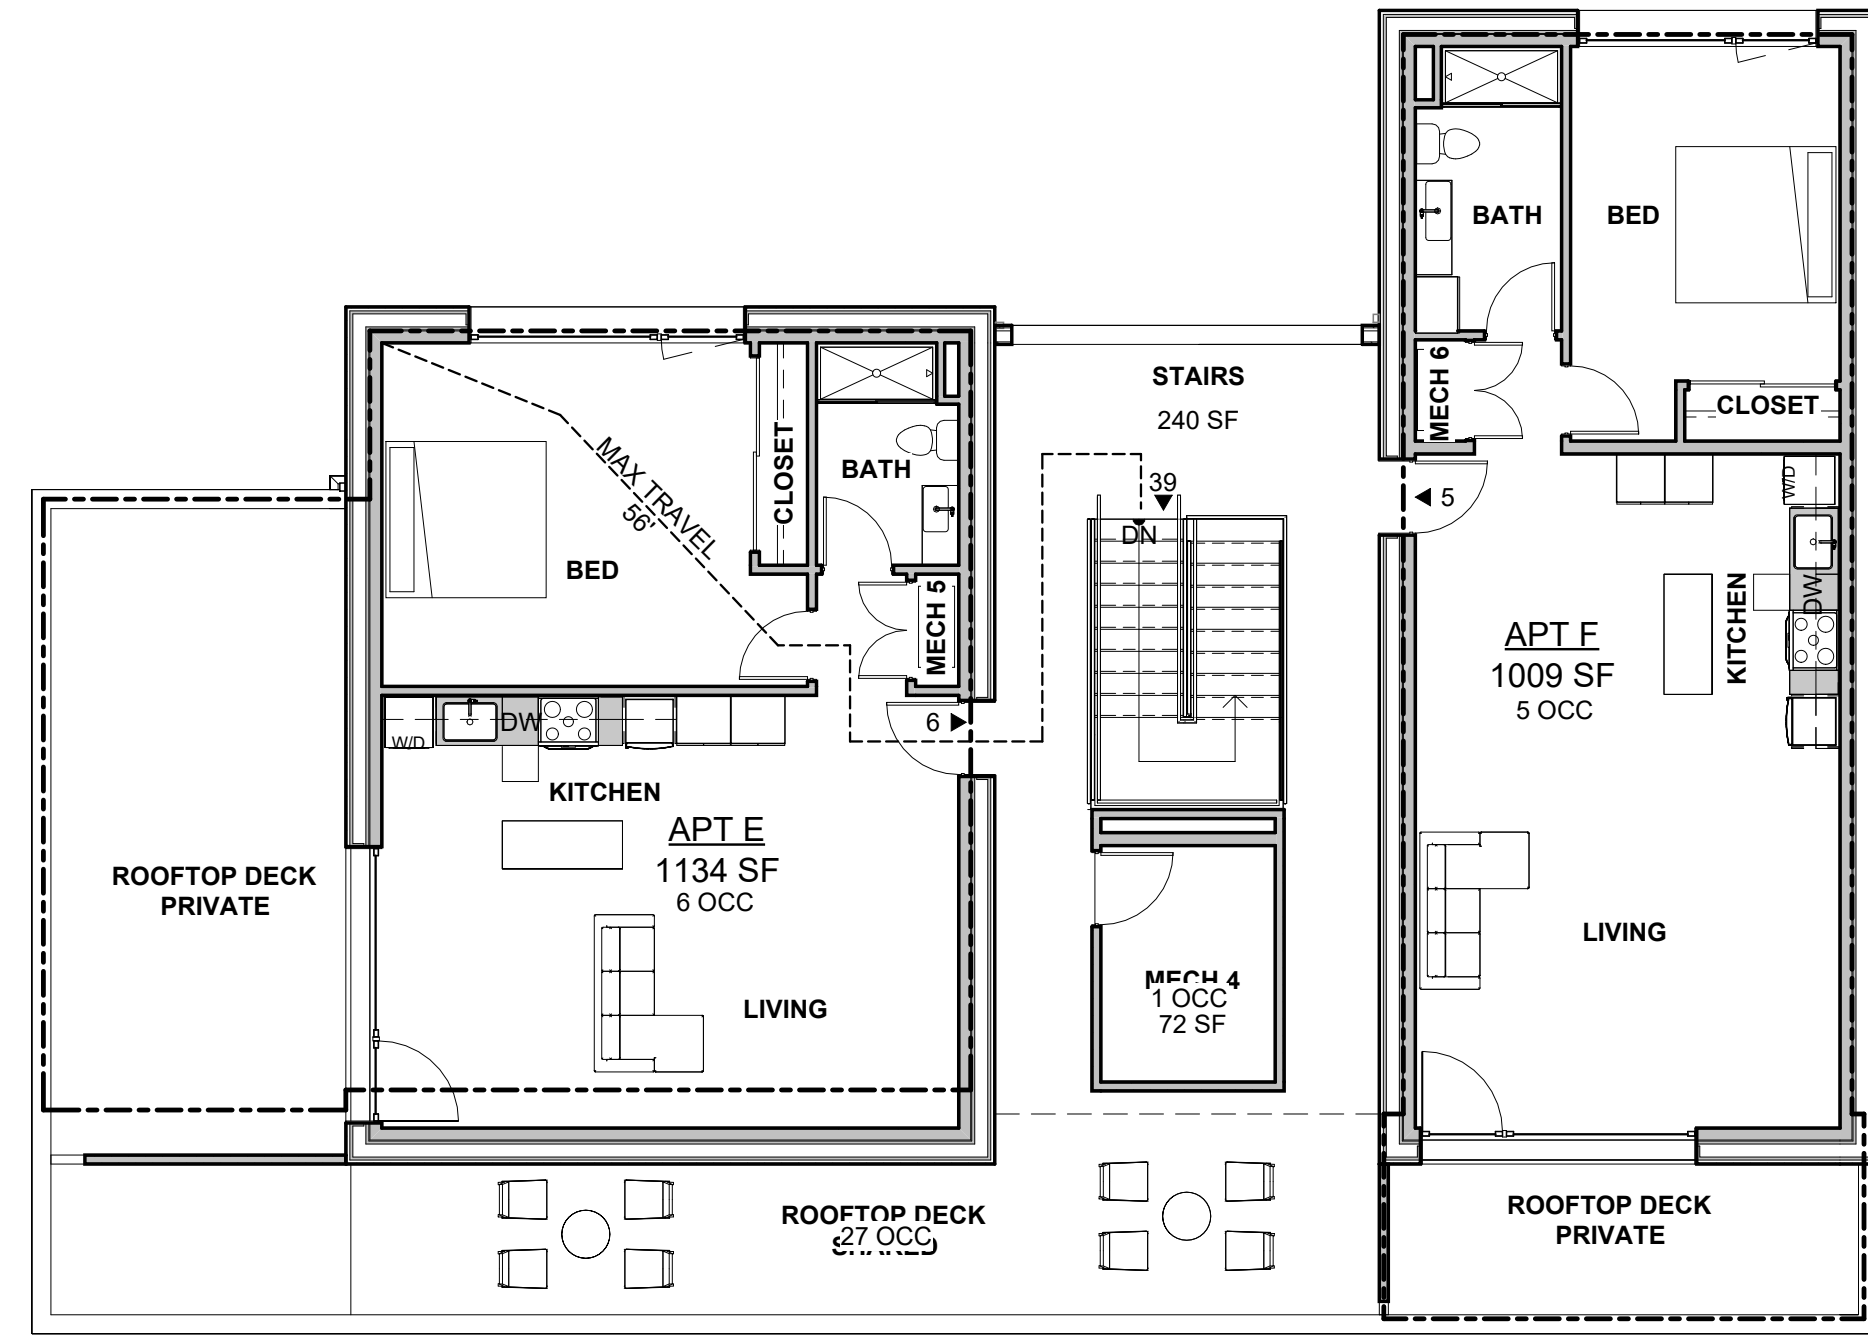 BATH
BED
MECH 6
CLOSET
STAIRS
240 SF
39
DN
MAX TRAVEL
56'
CLOSET
BATH
BED
MECH 5
5
W/D
DW
KITCHEN
APT F
1009 SF
5 OCC
6
W/D
DW
KITCHEN
APT E
1134 SF
6 OCC
ROOFTOP DECK
PRIVATE
LIVING
LIVING
MECH 4
1 OCC
72 SF
ROOFTOP DECK
SHARED
27 OCC
ROOFTOP DECK
PRIVATE